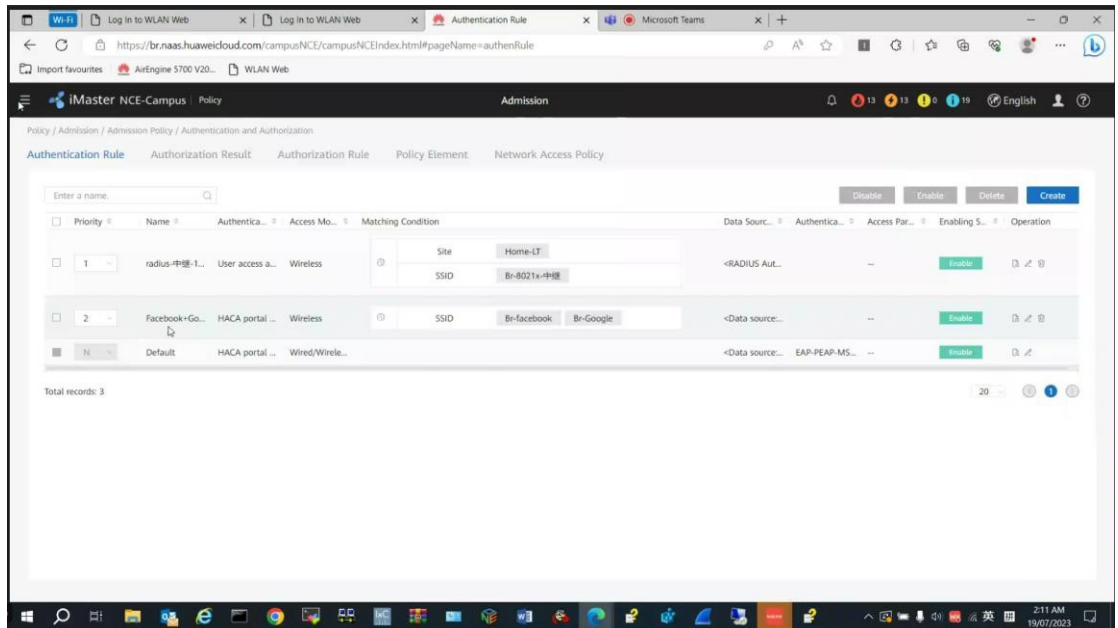 Wi-Fi Log In to WLAN Web Log In to WLAN Web Authentication Rule Microsoft Teams
https://br.naas.huaweicloud.com/campusNCE/campusNCEIndex.html#pageName=authenRule
Import favourites AirEngine 5700 V20... WLAN Web
iMaster NCE-Campus Policy Admission 13 13 0 19 English
Policy / Admission / Admission Policy / Authentication and Authorization
Authentication Rule Authorization Result Authorization Rule Policy Element Network Access Policy
Enter a name. Disable Enable Delete Create
Priority Name Authentica... Access Mo... Matching Condition Data Sourc... Authentica... Access Par... Enabling S... Operation
Site Home-LT
1 radius-中继-1... User access a... Wireless <RADIUS Aut... -- Enable
SSID Br-8021x-中继
2 Facebook+Go... HACA portal ... Wireless SSID Br-facebook Br-Google <Data source:... -- Enable
N Default HACA portal ... Wired/Wirele... <Data source:... EAP-PEAP-MS... -- Enable
Total records: 3 20 1
英 2:11 AM
19/07/2023